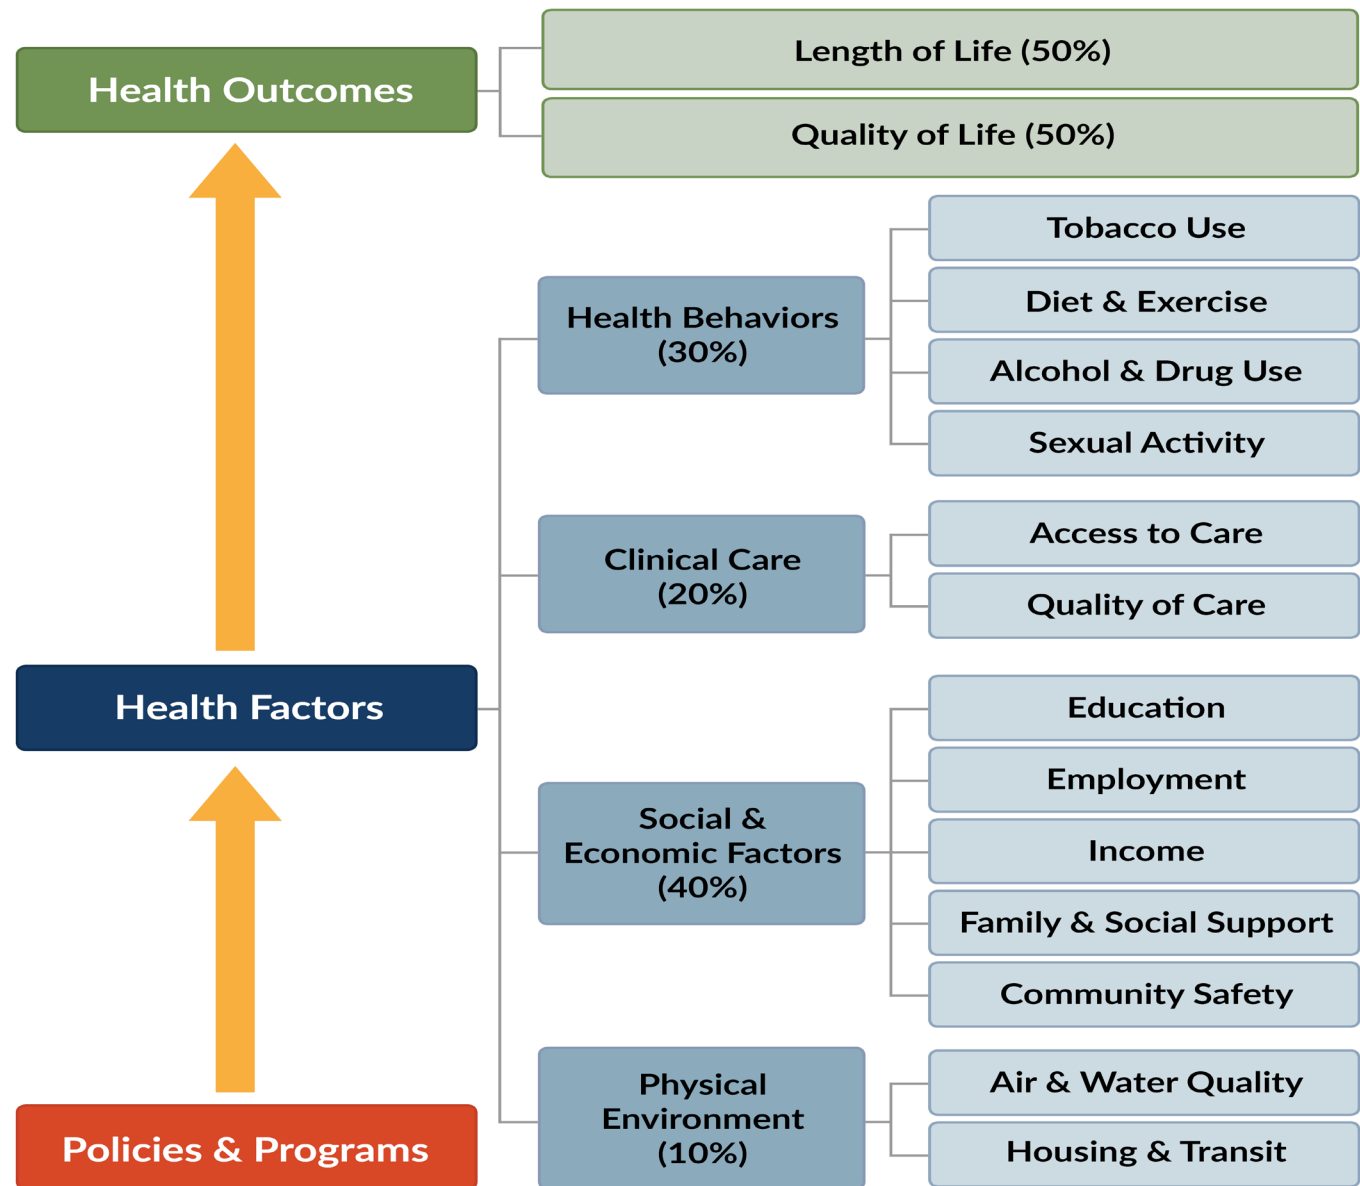 Health Outcomes
Length of Life (50%)
Quality of Life (50%)
Health Factors
Health Behaviors
(30%)
Tobacco Use
Diet & Exercise
Alcohol & Drug Use
Sexual Activity
Clinical Care
(20%)
Access to Care
Quality of Care
Social &
Economic Factors
(40%)
Education
Employment
Income
Family & Social Support
Community Safety
Physical
Environment
(10%)
Air & Water Quality
Housing & Transit
Policies & Programs